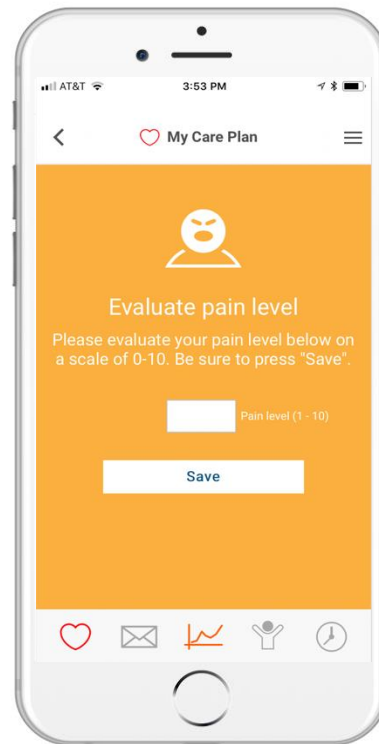 AT&T 3:53 PM
My Care Plan
Evaluate pain level
Please evaluate your pain level below on
a scale of 0-10. Be sure to press "Save".
Pain level (1 - 10)
Save